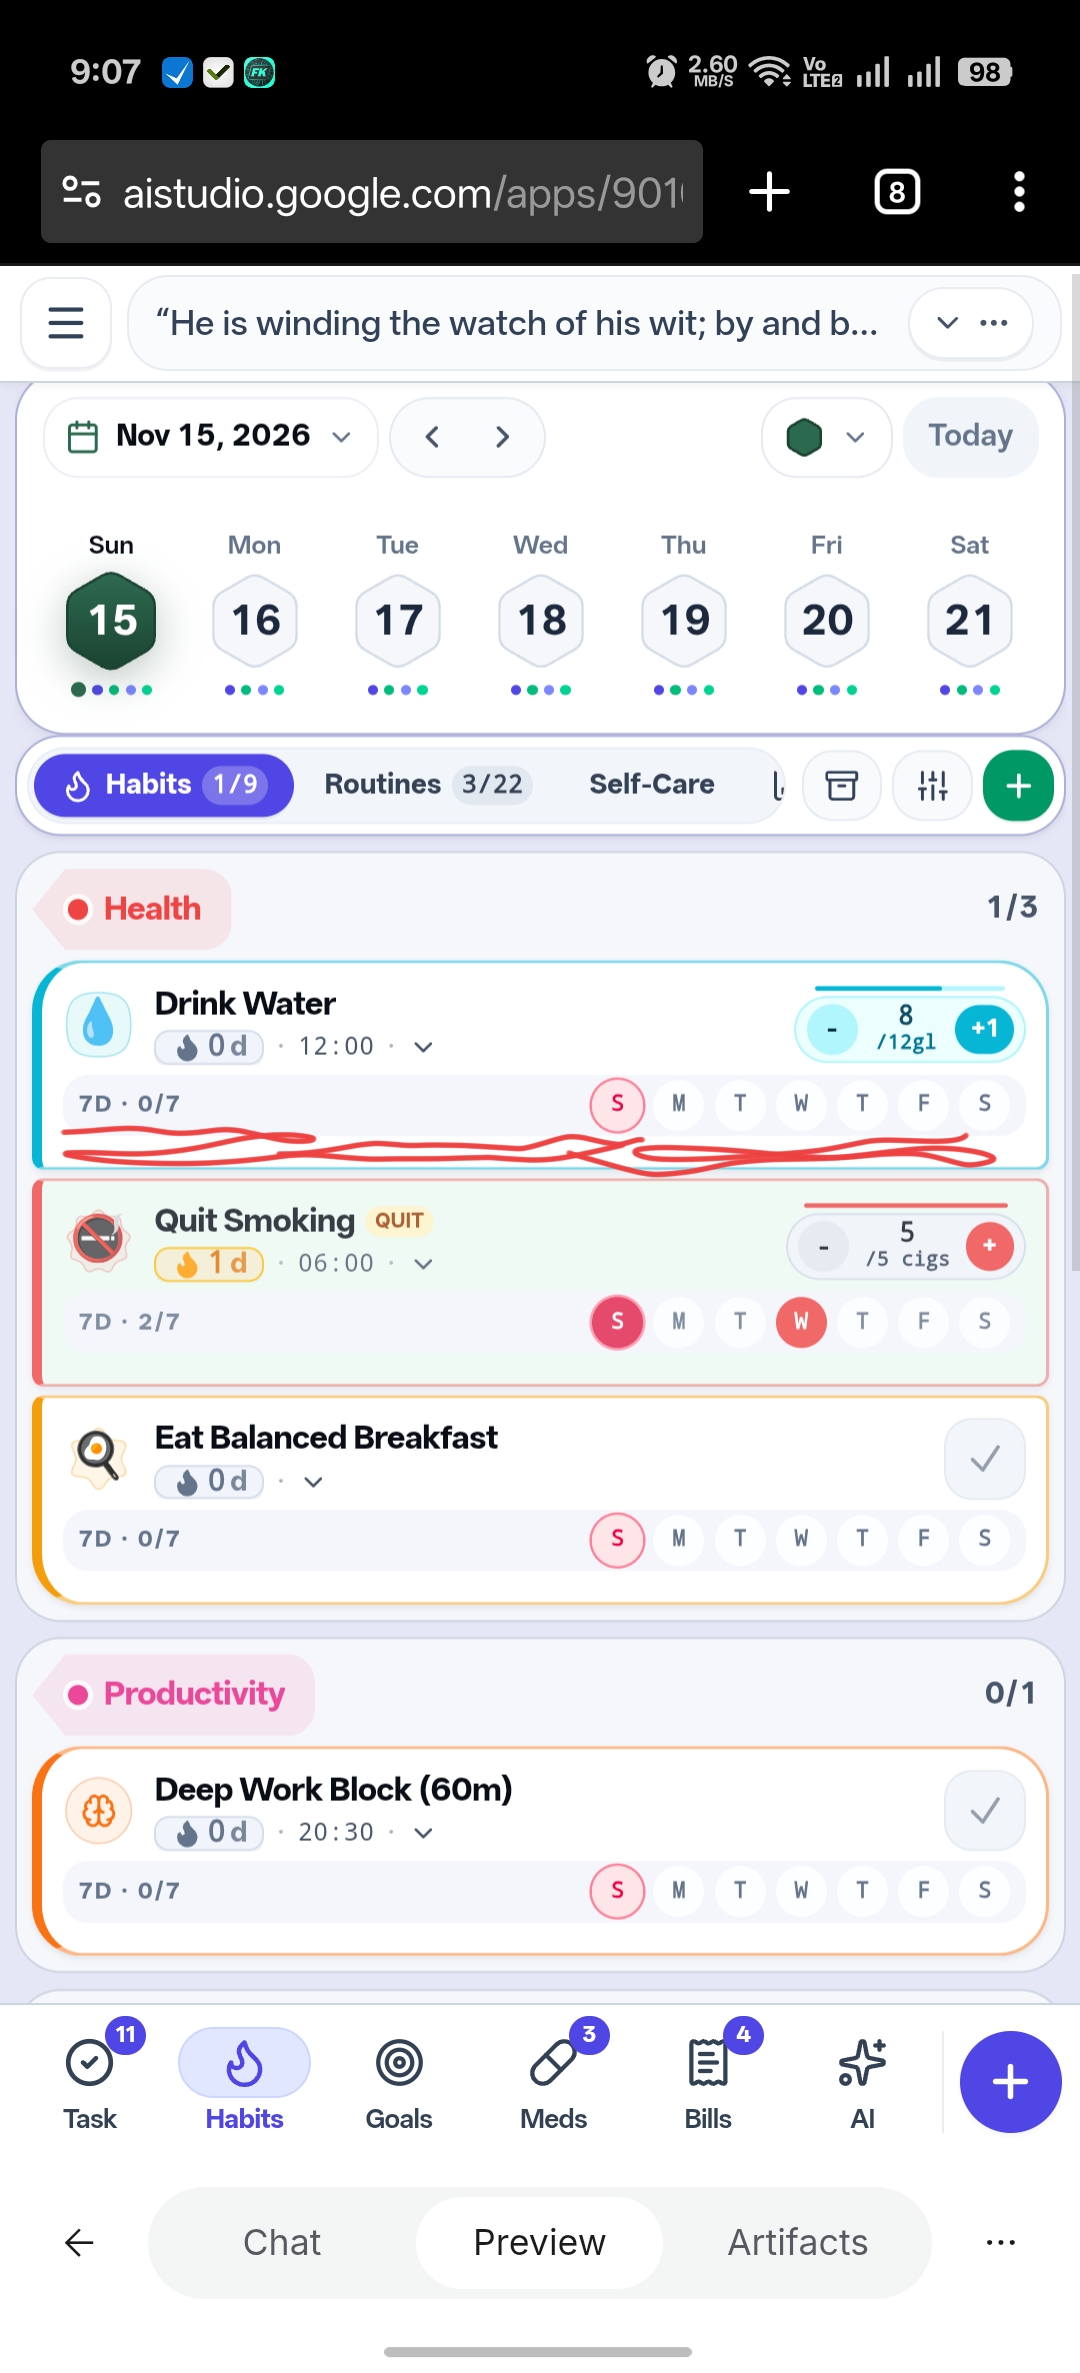 9:07
FK
2.60 MB/S
Vo LTE2
98
aistudio.google.com/apps/901
8
“He is winding the watch of his wit; by and b...
Nov 15, 2026
Today
Sun Mon Tue Wed Thu Fri Sat
15 16 17 18 19 20 21
Habits 1/9
Routines 3/22
Self-Care
Health
1/3
Drink Water
0 d · 12:00 ·
-
8
/12gl
+1
7D · 0/7
S M T W T F S
Quit Smoking QUIT
1 d · 06:00 ·
-
5
/5 cigs
+
7D · 2/7
S M T W T F S
Eat Balanced Breakfast
0 d ·
7D · 0/7
S M T W T F S
Productivity
0/1
Deep Work Block (60m)
0 d · 20:30 ·
7D · 0/7
S M T W T F S
11
3
4
Task Habits Goals Meds Bills AI
Chat Preview Artifacts